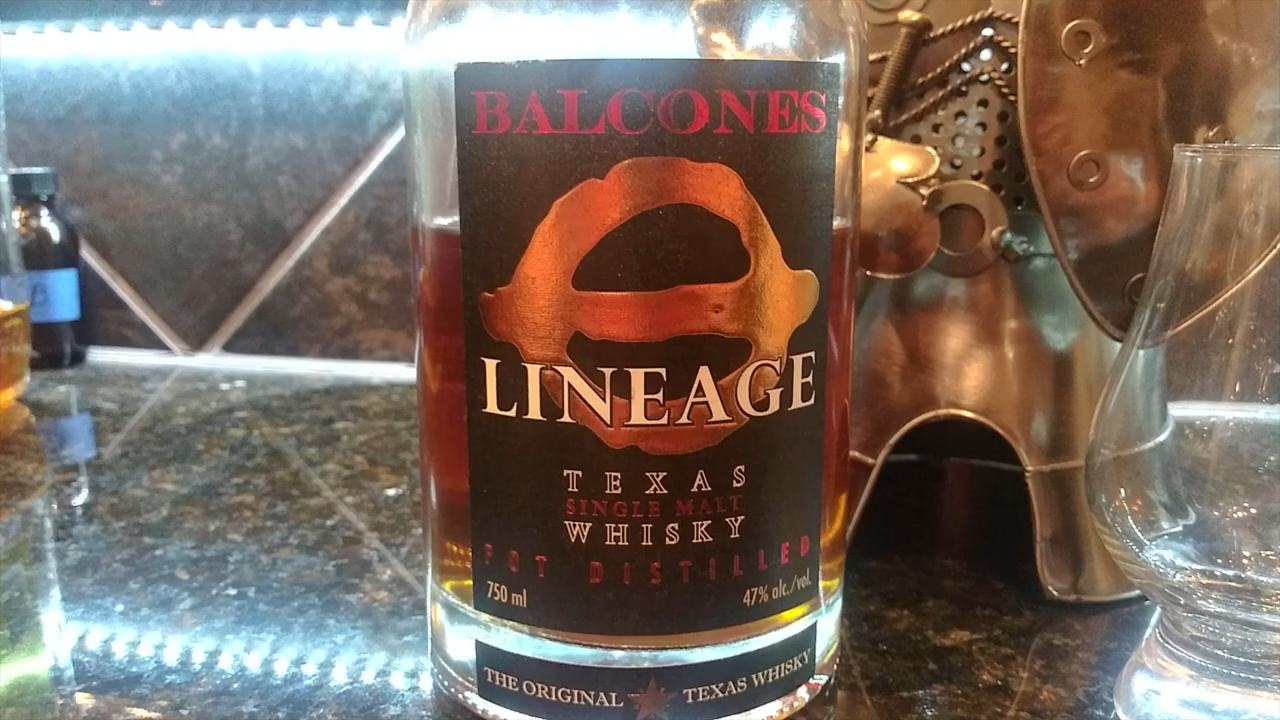 BALCONES
LINEAGE
TEXAS
SINGLE MALT
WHISKY
POT DISTILLED
750 ml 47% alc./vol.
THE ORIGINAL TEXAS WHISKY